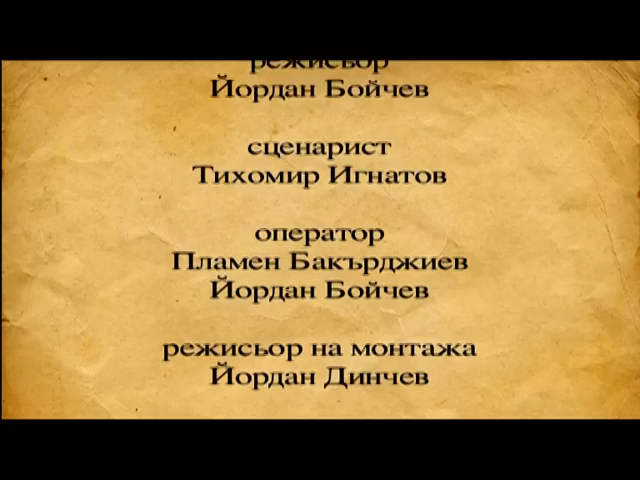 режисьор
Йордан Бойчев
сценарист
Тихомир Игнатов
оператор
Пламен Бакърджиев
Йордан Бойчев
режисьор на монтажа
Йордан Динчев